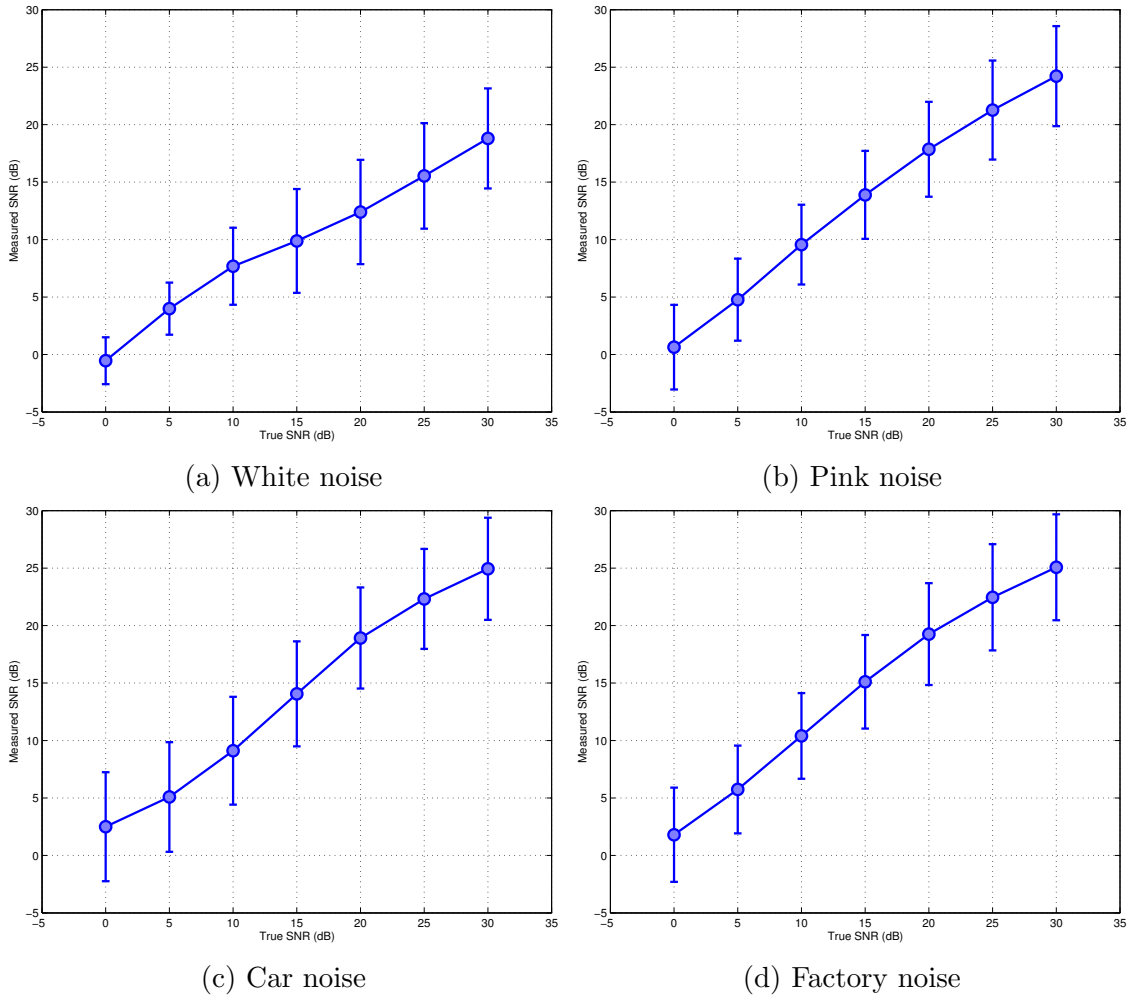 30
25
20
15
10
5
0
−5
Measured SNR (dB)
−5 0 5 10 15 20 25 30 35
True SNR (dB)
(a) White noise
30
25
20
15
10
5
0
−5
Measured SNR (dB)
−5 0 5 10 15 20 25 30 35
True SNR (dB)
(b) Pink noise
30
25
20
15
10
5
0
−5
Measured SNR (dB)
−5 0 5 10 15 20 25 30 35
True SNR (dB)
(c) Car noise
30
25
20
15
10
5
0
−5
Measured SNR (dB)
−5 0 5 10 15 20 25 30 35
True SNR (dB)
(d) Factory noise